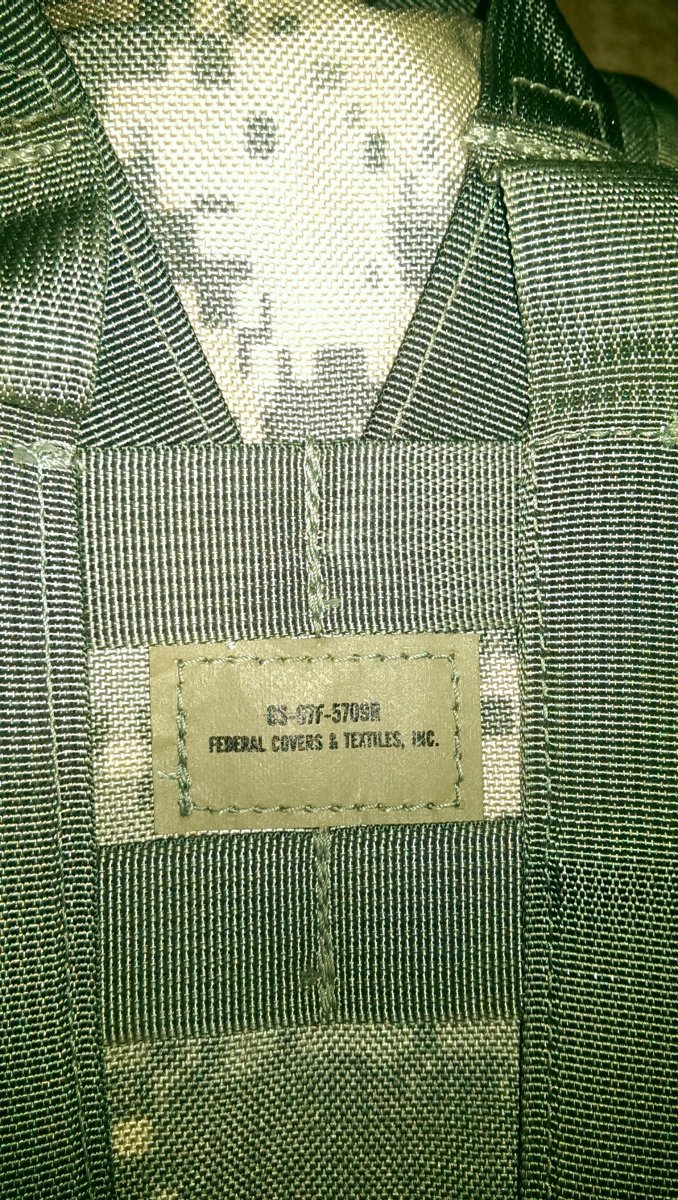 GS-07F-5709R
FEDERAL COVERS & TEXTILES, INC.